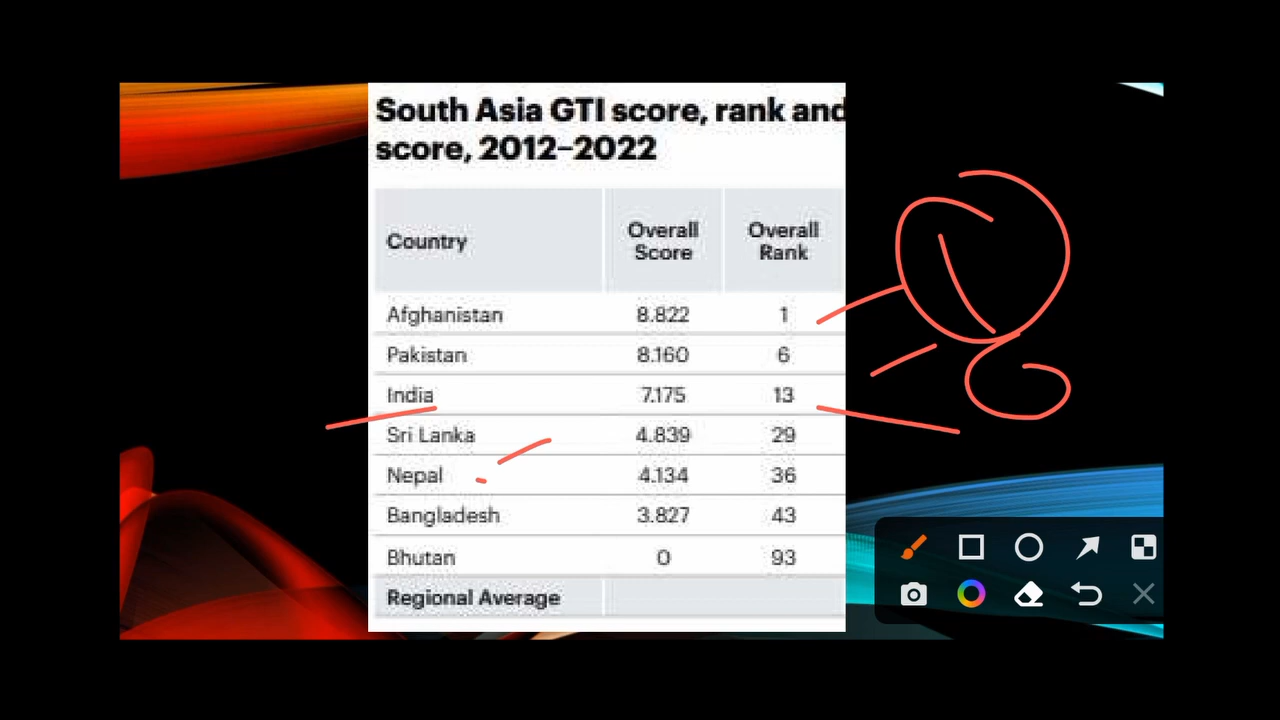 South Asia GTI score, rank and
score, 2012–2022
Country Overall Score Overall Rank
Afghanistan 8.822 1
Pakistan 8.160 6
India 7.175 13
Sri Lanka 4.839 29
Nepal 4.134 36
Bangladesh 3.827 43
Bhutan 0 93
Regional Average